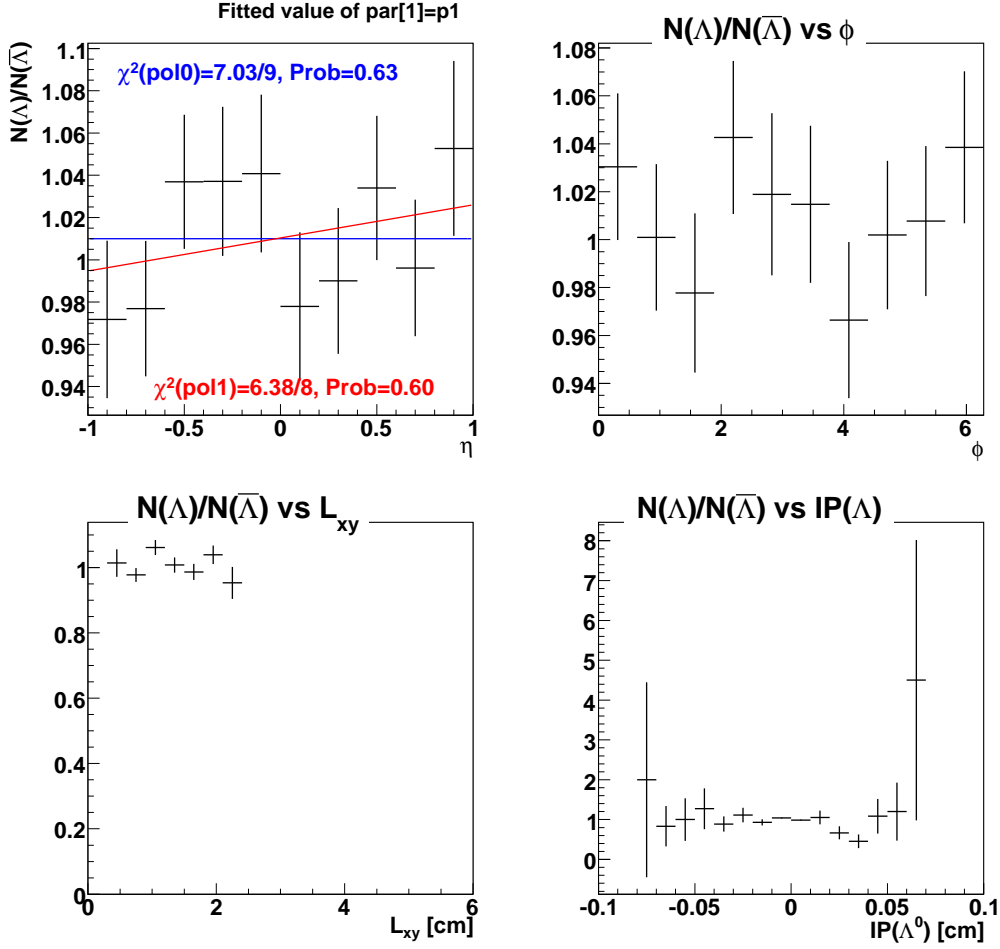 Fitted value of par[1]=p1
N(Λ)/N(Λ̅)
1.1
1.08
1.06
1.04
1.02
1
0.98
0.96
0.94
χ²(pol0)=7.03/9, Prob=0.63
χ²(pol1)=6.38/8, Prob=0.60
-1 -0.5 0 0.5 1
η
N(Λ)/N(Λ̅) vs ϕ
1.08
1.06
1.04
1.02
1
0.98
0.96
0.94
0 2 4 6
ϕ
N(Λ)/N(Λ̅) vs L_xy
1
0.8
0.6
0.4
0.2
0
0 2 4 6
L_xy [cm]
N(Λ)/N(Λ̅) vs IP(Λ)
8
7
6
5
4
3
2
1
0
-0.1 -0.05 0 0.05 0.1
IP(Λ⁰) [cm]